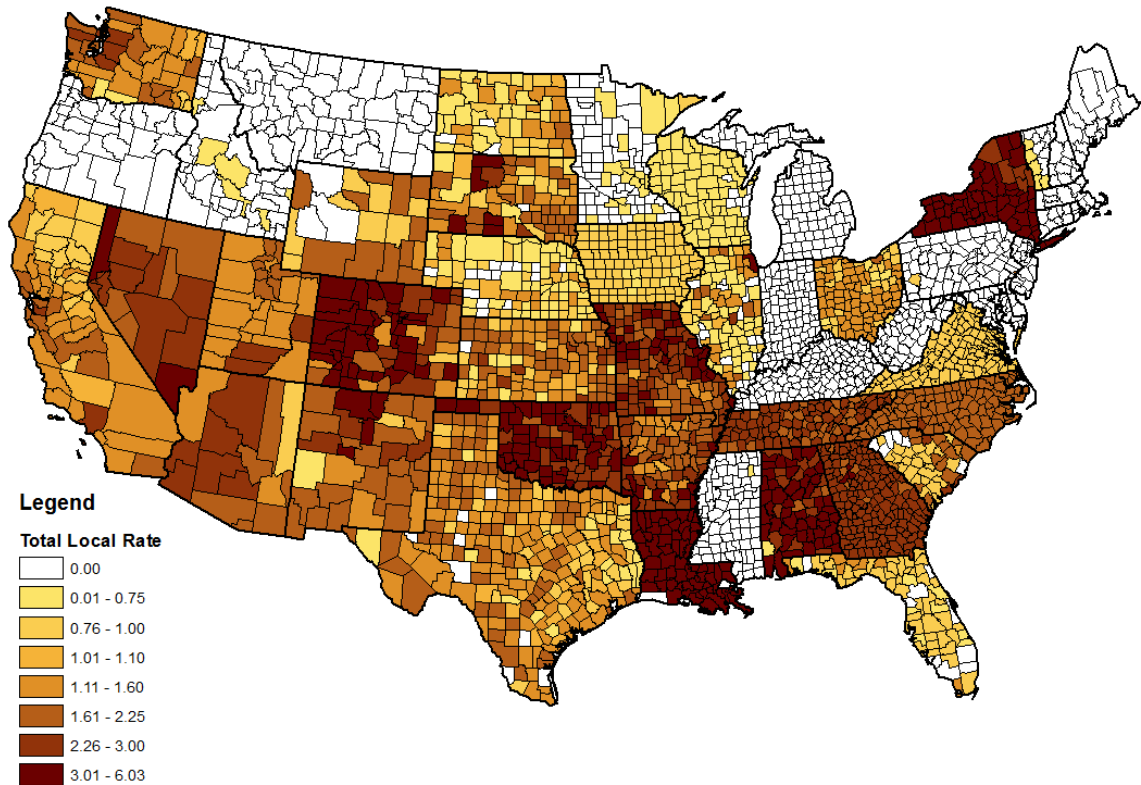 Legend
Total Local Rate
0.00
0.01 - 0.75
0.76 - 1.00
1.01 - 1.10
1.11 - 1.60
1.61 - 2.25
2.26 - 3.00
3.01 - 6.03